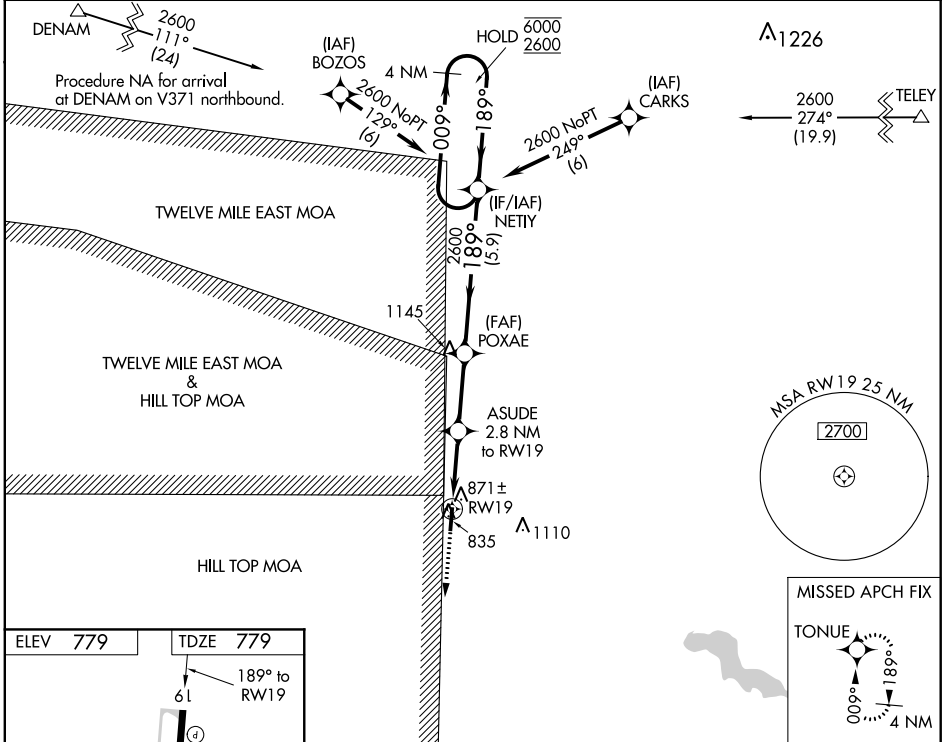 DENAM
2600
111°
(24)
Procedure NA for arrival
at DENAM on V371 northbound.
(IAF)
BOZOS
2600 NoPT
129°
(6)
4 NM
HOLD
6000
2600
009°
189°
(IAF)
CARKS
2600 NoPT
249°
(6)
1226
2600
274°
(19.9)
TELEY
(IF/IAF)
NETIY
2600
189°
(5.9)
TWELVE MILE EAST MOA
1145
(FAF)
POXAE
TWELVE MILE EAST MOA
&
HILL TOP MOA
ASUDE
2.8 NM
to RW19
871±
RW19
835
1110
HILL TOP MOA
MSA RW19 25 NM
2700
MISSED APCH FIX
TONUE
009°
189°
4 NM
ELEV 779
TDZE 779
189° to
RW19
61